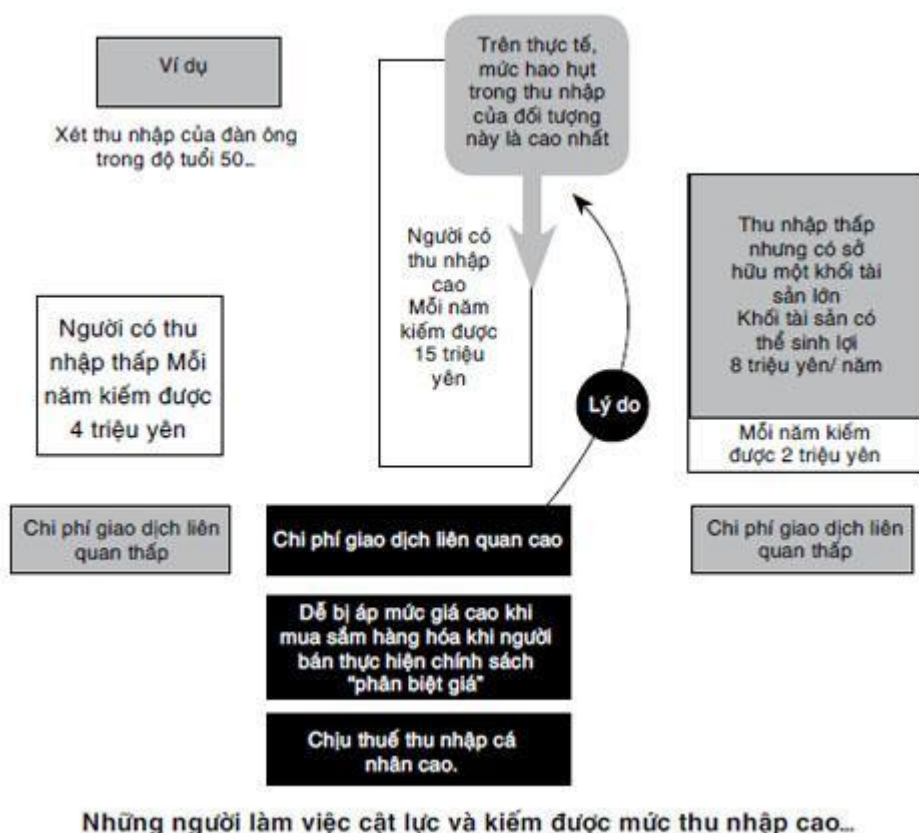 Ví dụ
Xét thu nhập của đàn ông
trong độ tuổi 50...
Trên thực tế,
mức hao hụt
trong thu nhập
của đối tượng
này là cao nhất
Người có thu
nhập thấp Mỗi
năm kiếm được
4 triệu yên
Người có
thu nhập
cao
Mỗi năm
kiếm được
15 triệu
yên
Lý do
Thu nhập thấp
nhưng có sở
hữu một khối tài
sản lớn
Khối tài sản có
thể sinh lợi
8 triệu yên/ năm
Mỗi năm kiếm
được 2 triệu yên
Chi phí giao dịch liên
quan thấp
Chi phí giao dịch liên quan cao
Chi phí giao dịch liên
quan thấp
Dễ bị áp mức giá cao khi
mua sắm hàng hóa khi người
bán thực hiện chính sách
"phân biệt giá"
Chịu thuế thu nhập cá
nhân cao.
Những người làm việc cật lực và kiếm được mức thu nhập cao...